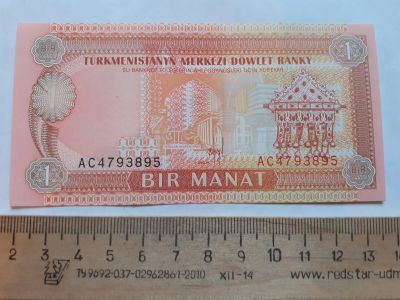 1
TÜRKMENISTANYŇ MERKEZI DÖWLET BANKY
1
AC4793895
AC4793895
1
BIR MANAT
1
2 3 4 5 6 7 8 9 10 11 12 13
ТУ 9692-037-02962861-2010 XII-14 www.redstar-udm